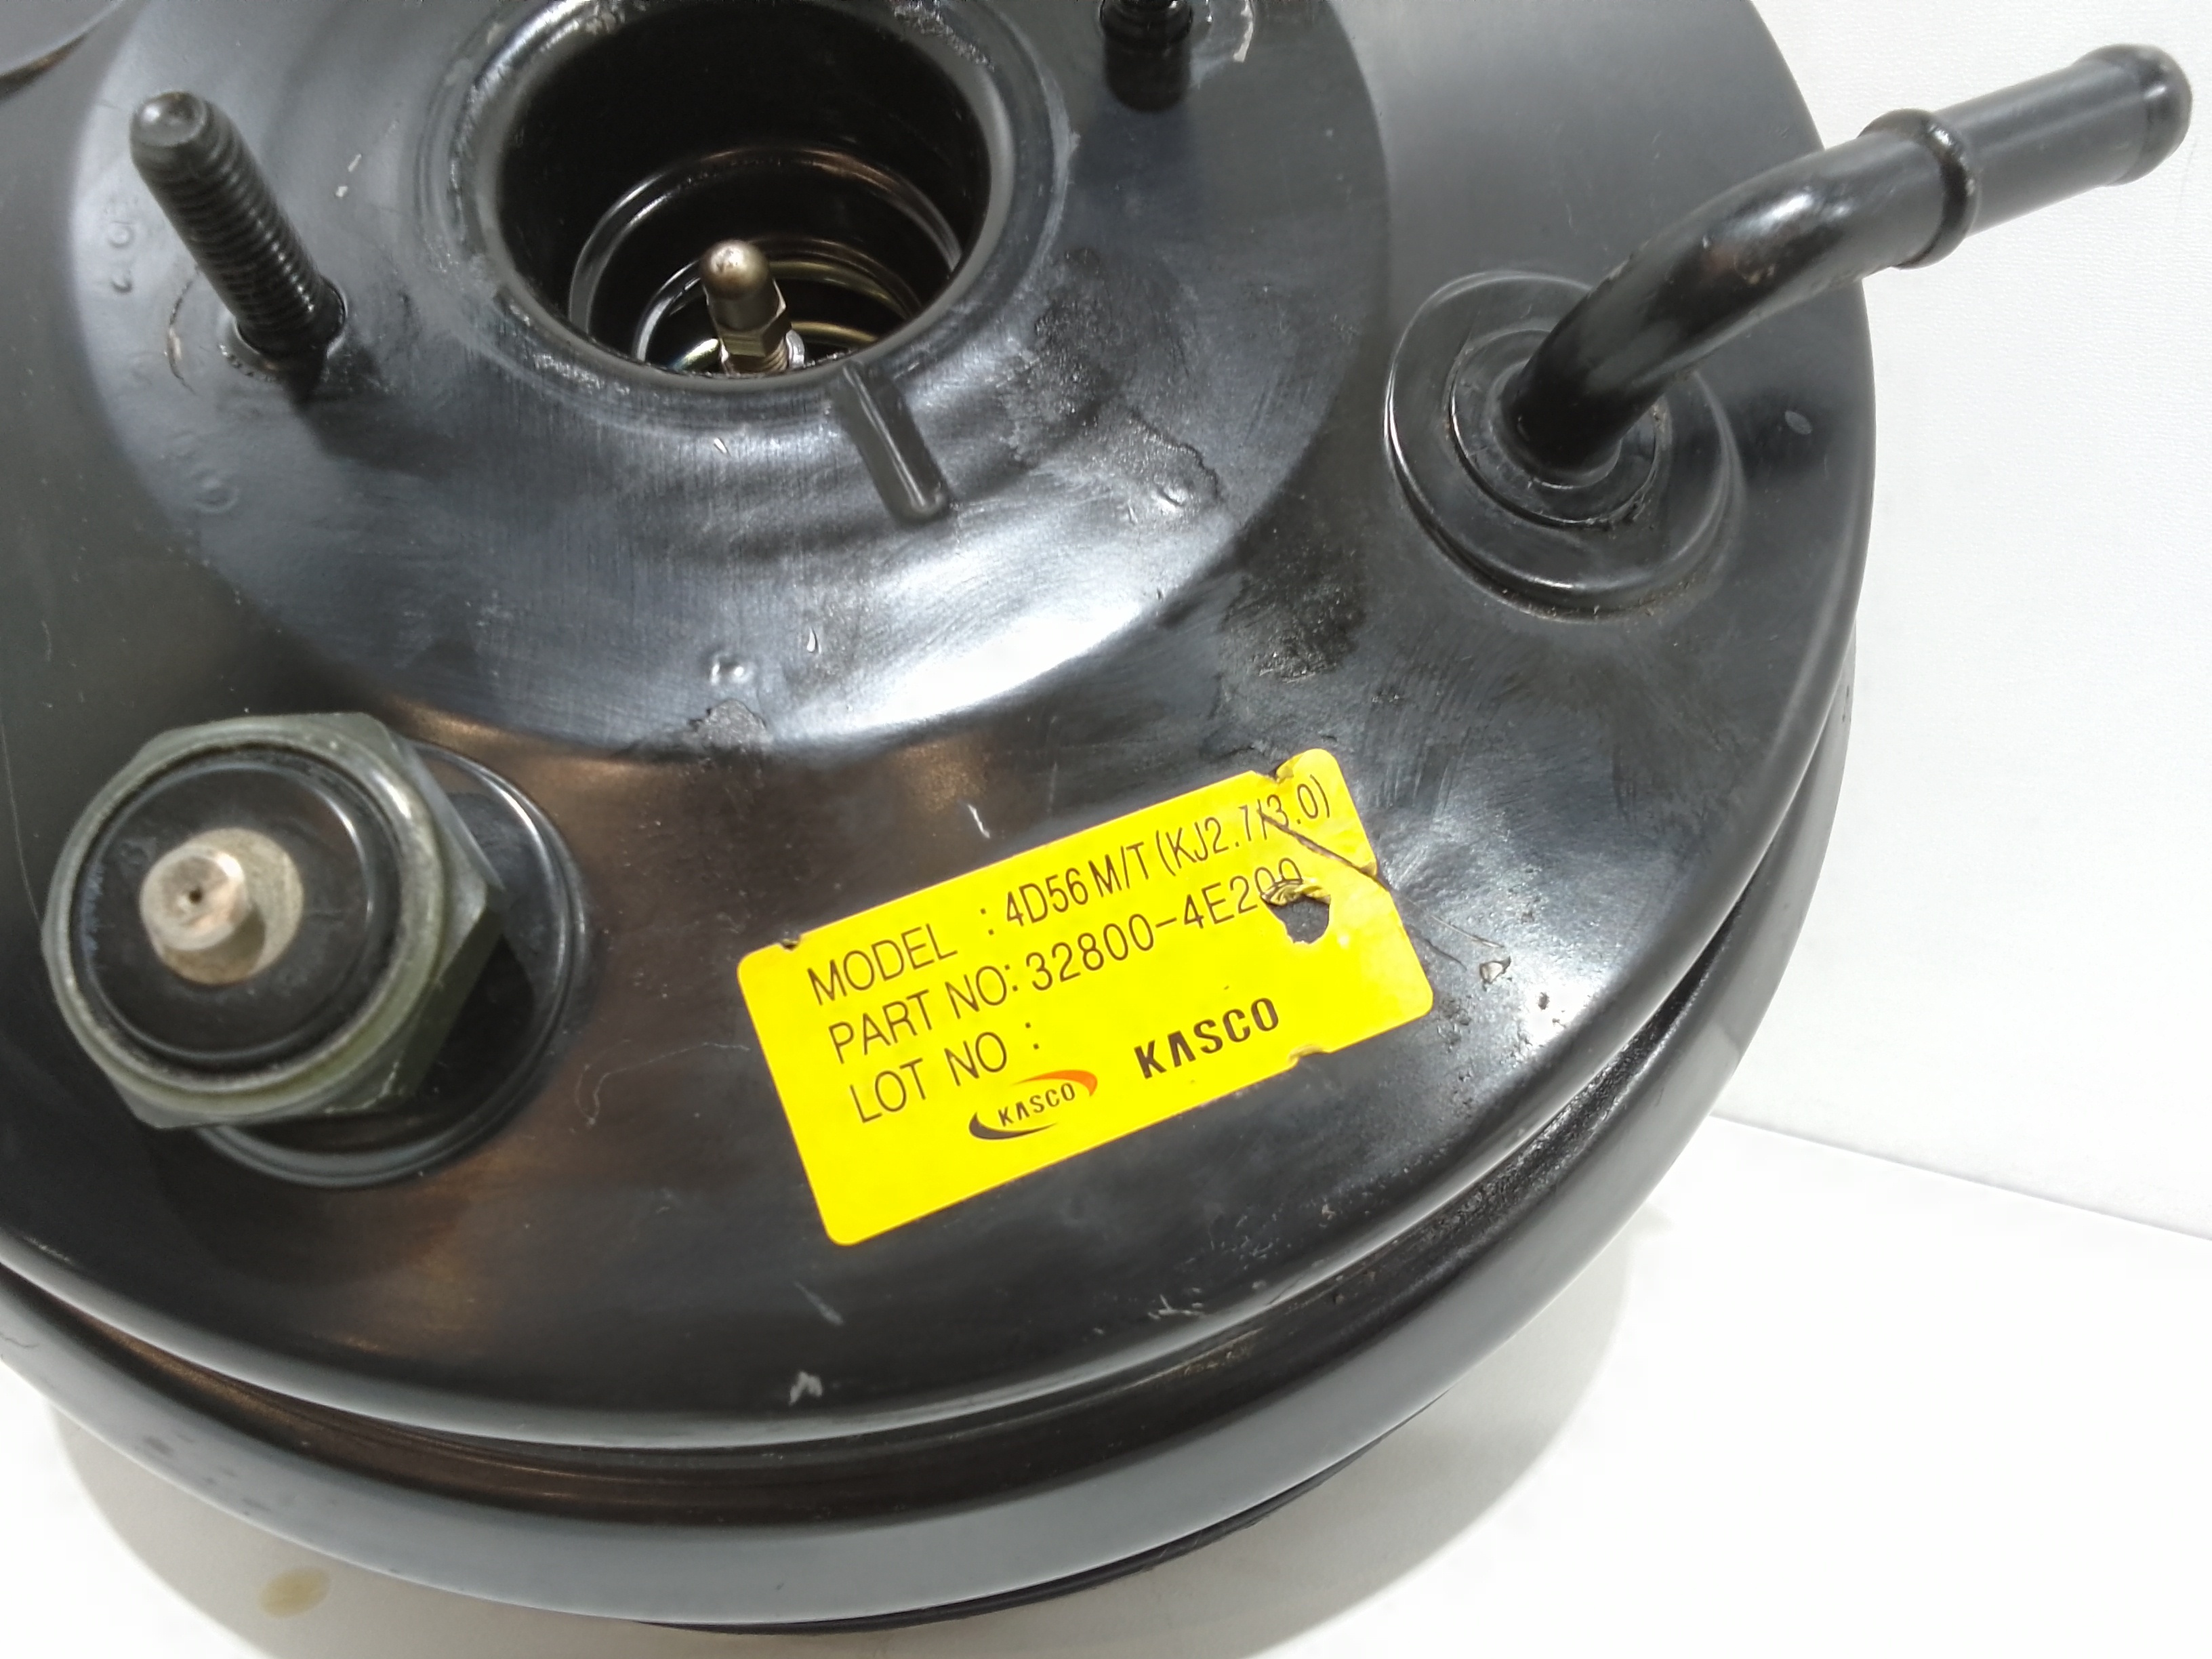 MODEL : 4D56 M/T (KJ2.7/3.0)
PART NO: 32800-4E200
LOT NO :
KASCO KASCO